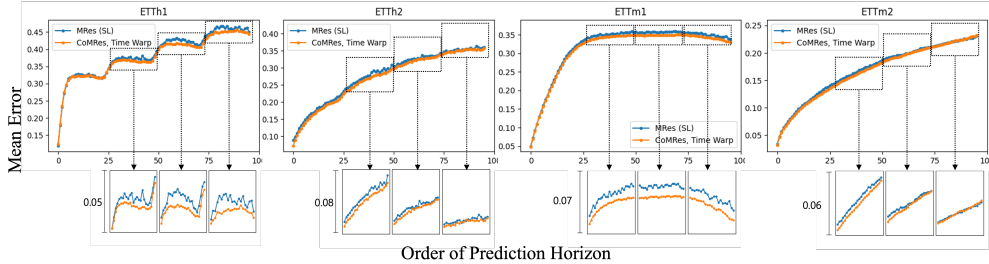 ETTh1
ETTh2
ETTm1
ETTm2
Mean Error
0.45
0.40
0.35
0.30
0.25
0.20
0.15
MRes (SL)
CoMRes, Time Warp
0 25 50 75 100
0.40
0.35
0.30
0.25
0.20
0.15
0.10
MRes (SL)
CoMRes, Time Warp
0 25 50 75 100
0.35
0.30
0.25
0.20
0.15
0.10
0.05
MRes (SL)
CoMRes, Time Warp
0 25 50 75 100
0.25
0.20
0.15
0.10
0.05
MRes (SL)
CoMRes, Time Warp
0 25 50 75 100
0.05
0.08
0.07
0.06
Order of Prediction Horizon